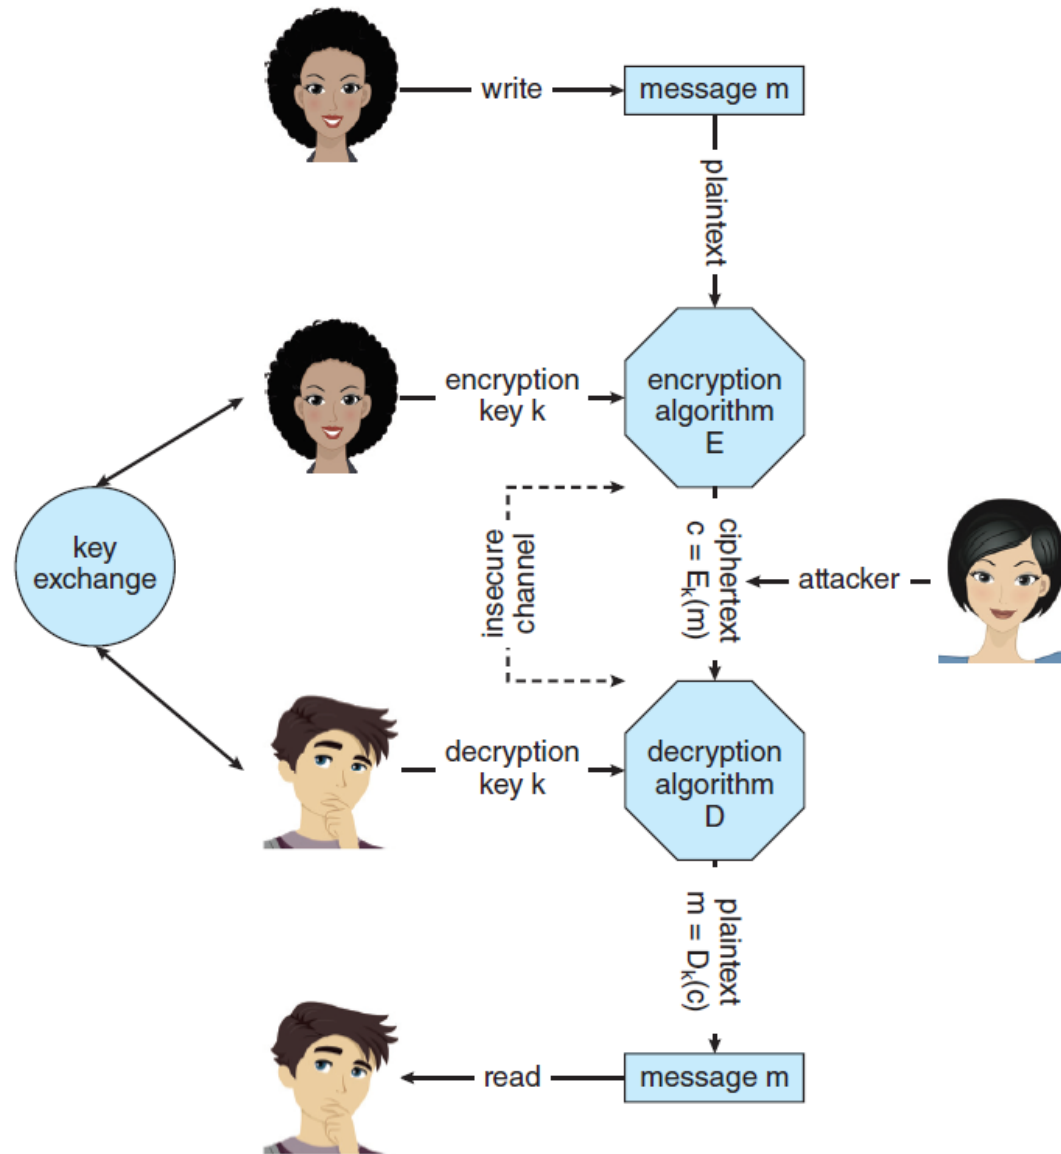 write
message m
plaintext
encryption
key k
encryption
algorithm
E
key
exchange
insecure
channel
ciphertext
c = Eₖ(m)
attacker
decryption
key k
decryption
algorithm
D
plaintext
m = Dₖ(c)
read
message m